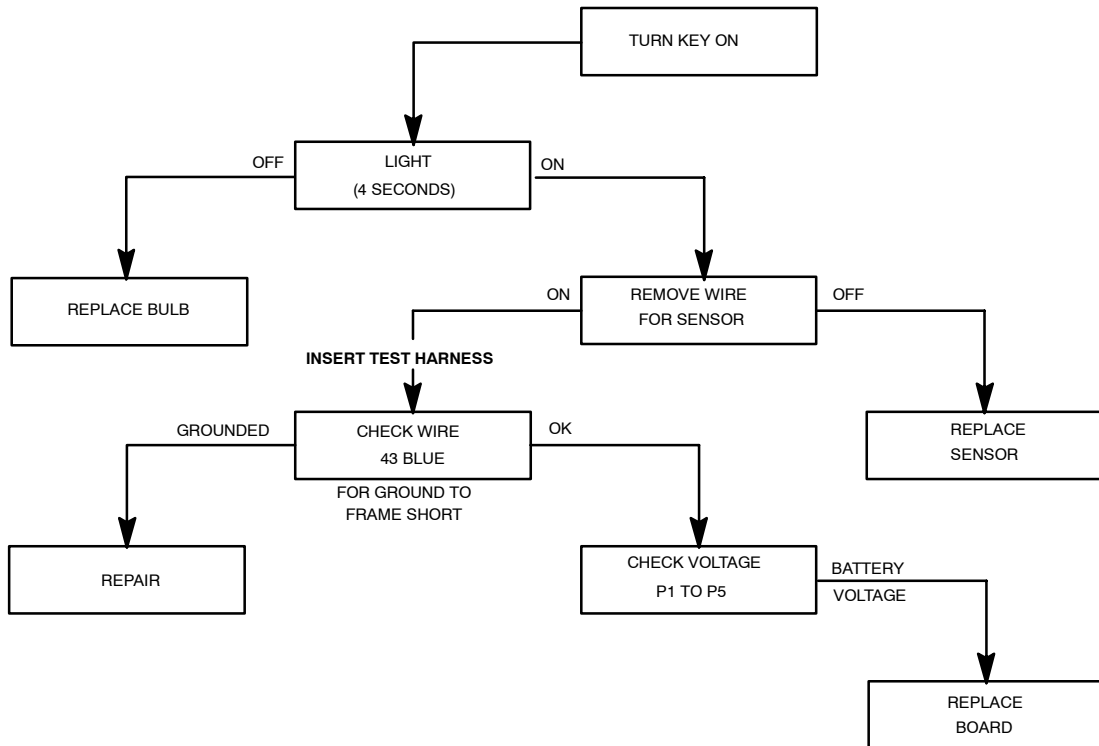 TURN KEY ON
OFF
LIGHT
(4 SECONDS)
ON
REPLACE BULB
ON
REMOVE WIRE
FOR SENSOR
OFF
INSERT TEST HARNESS
GROUNDED
CHECK WIRE
43 BLUE
OK
FOR GROUND TO
FRAME SHORT
REPLACE
SENSOR
REPAIR
CHECK VOLTAGE
P1 TO P5
BATTERY
VOLTAGE
REPLACE
BOARD